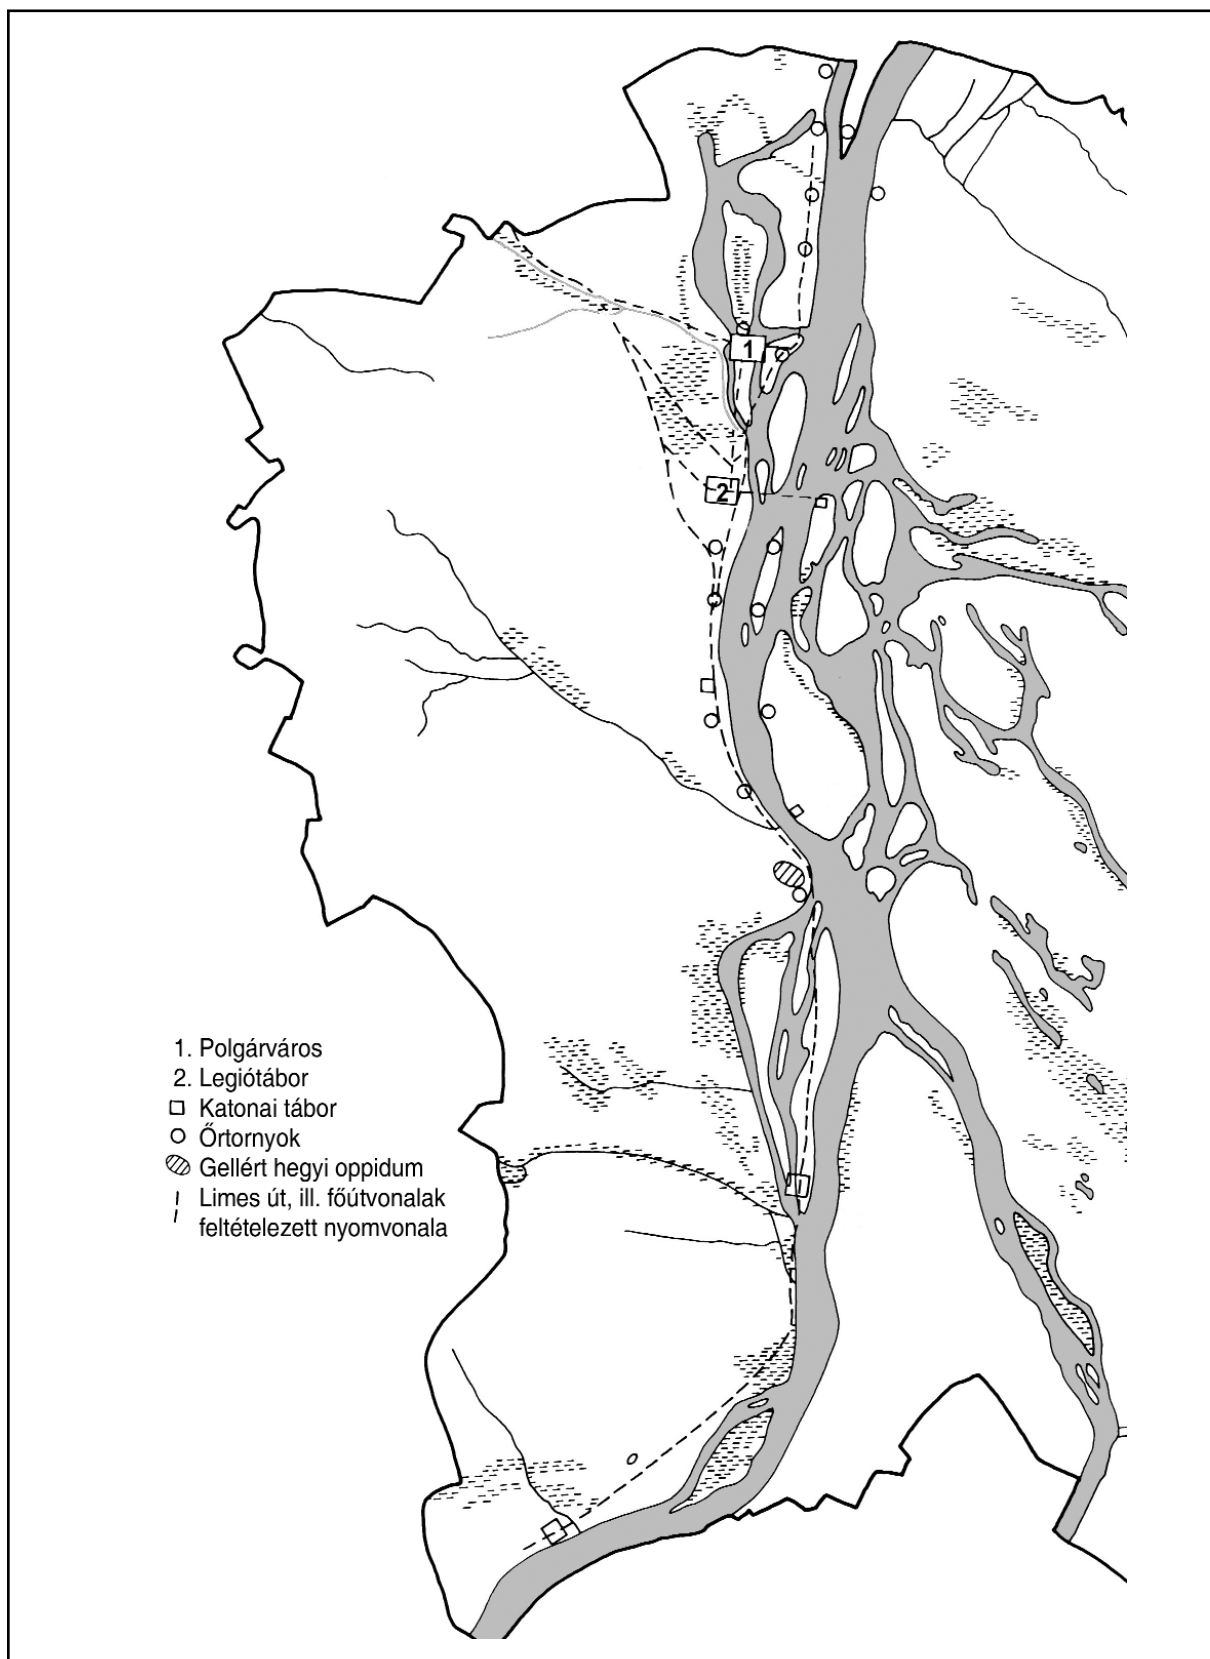 1
2
1. Polgárváros
2. Legiótábor
Katonai tábor
Őrtornyok
Gellért hegyi oppidum
Limes út, ill. főútvonalak
feltételezett nyomvonala